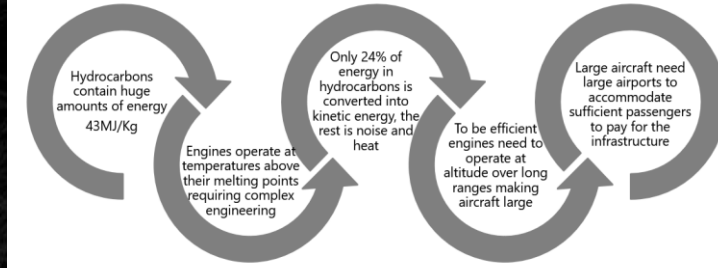 Hydrocarbons
contain huge
amounts of energy
43MJ/Kg
Engines operate at
temperatures above
their melting points
requiring complex
engineering
Only 24% of
energy in
hydrocarbons is
converted into
kinetic energy, the
rest is noise and
heat
To be efficient
engines need to
operate at
altitude over long
ranges making
aircraft large
Large aircraft need
large airports to
accommodate
sufficient passengers
to pay for the
infrastructure